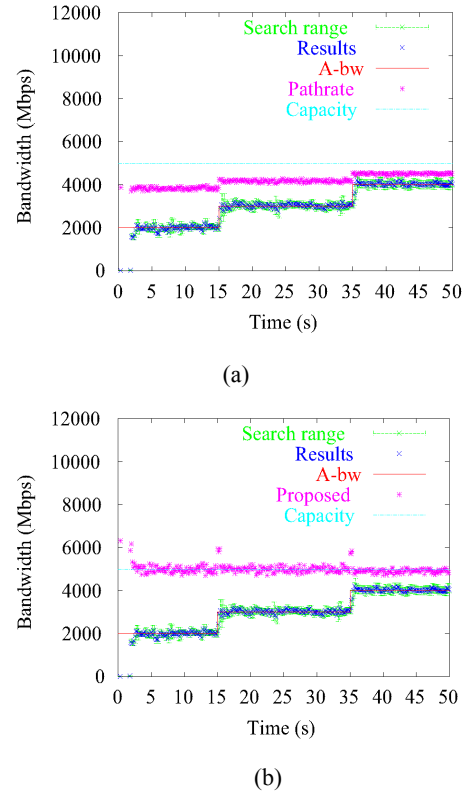 12000
10000
8000
6000
4000
2000
0
Bandwidth (Mbps)
Search range
Results
A-bw
Pathrate
Capacity
0 5 10 15 20 25 30 35 40 45 50
Time (s)
(a)
12000
10000
8000
6000
4000
2000
0
Bandwidth (Mbps)
Search range
Results
A-bw
Proposed
Capacity
0 5 10 15 20 25 30 35 40 45 50
Time (s)
(b)